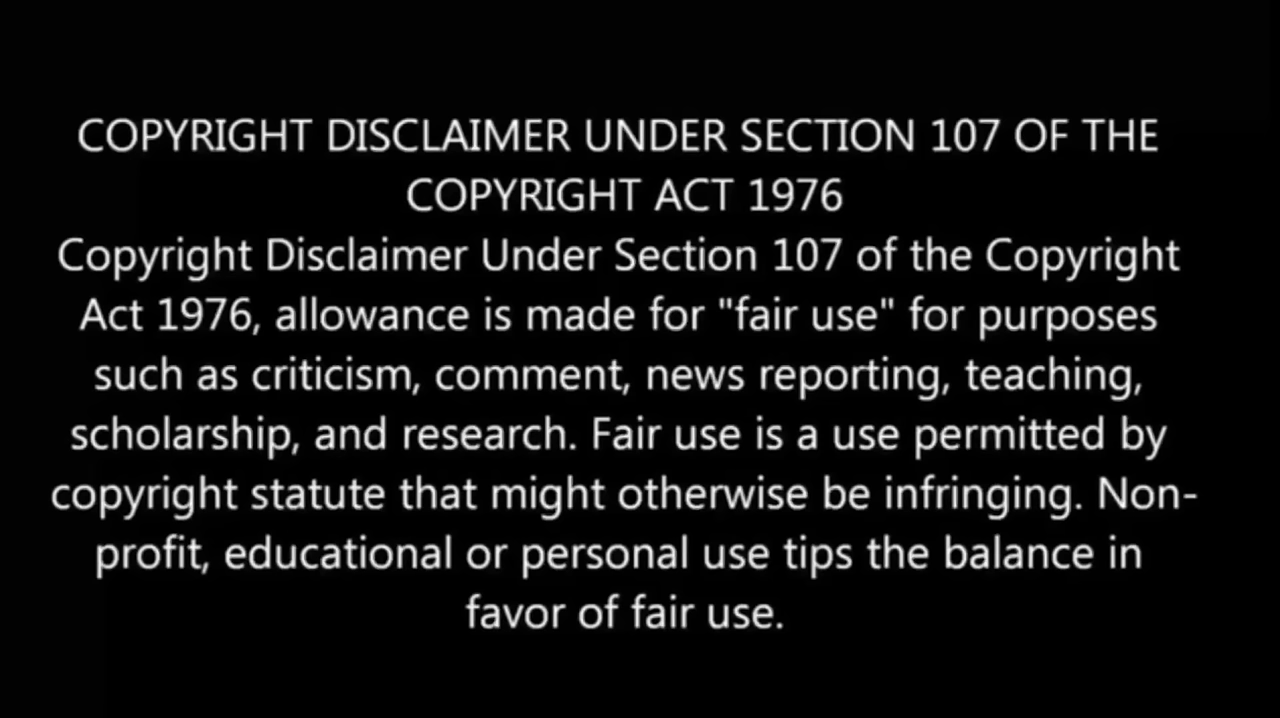 COPYRIGHT DISCLAIMER UNDER SECTION 107 OF THE
COPYRIGHT ACT 1976
Copyright Disclaimer Under Section 107 of the Copyright
Act 1976, allowance is made for "fair use" for purposes
such as criticism, comment, news reporting, teaching,
scholarship, and research. Fair use is a use permitted by
copyright statute that might otherwise be infringing. Non-
profit, educational or personal use tips the balance in
favor of fair use.